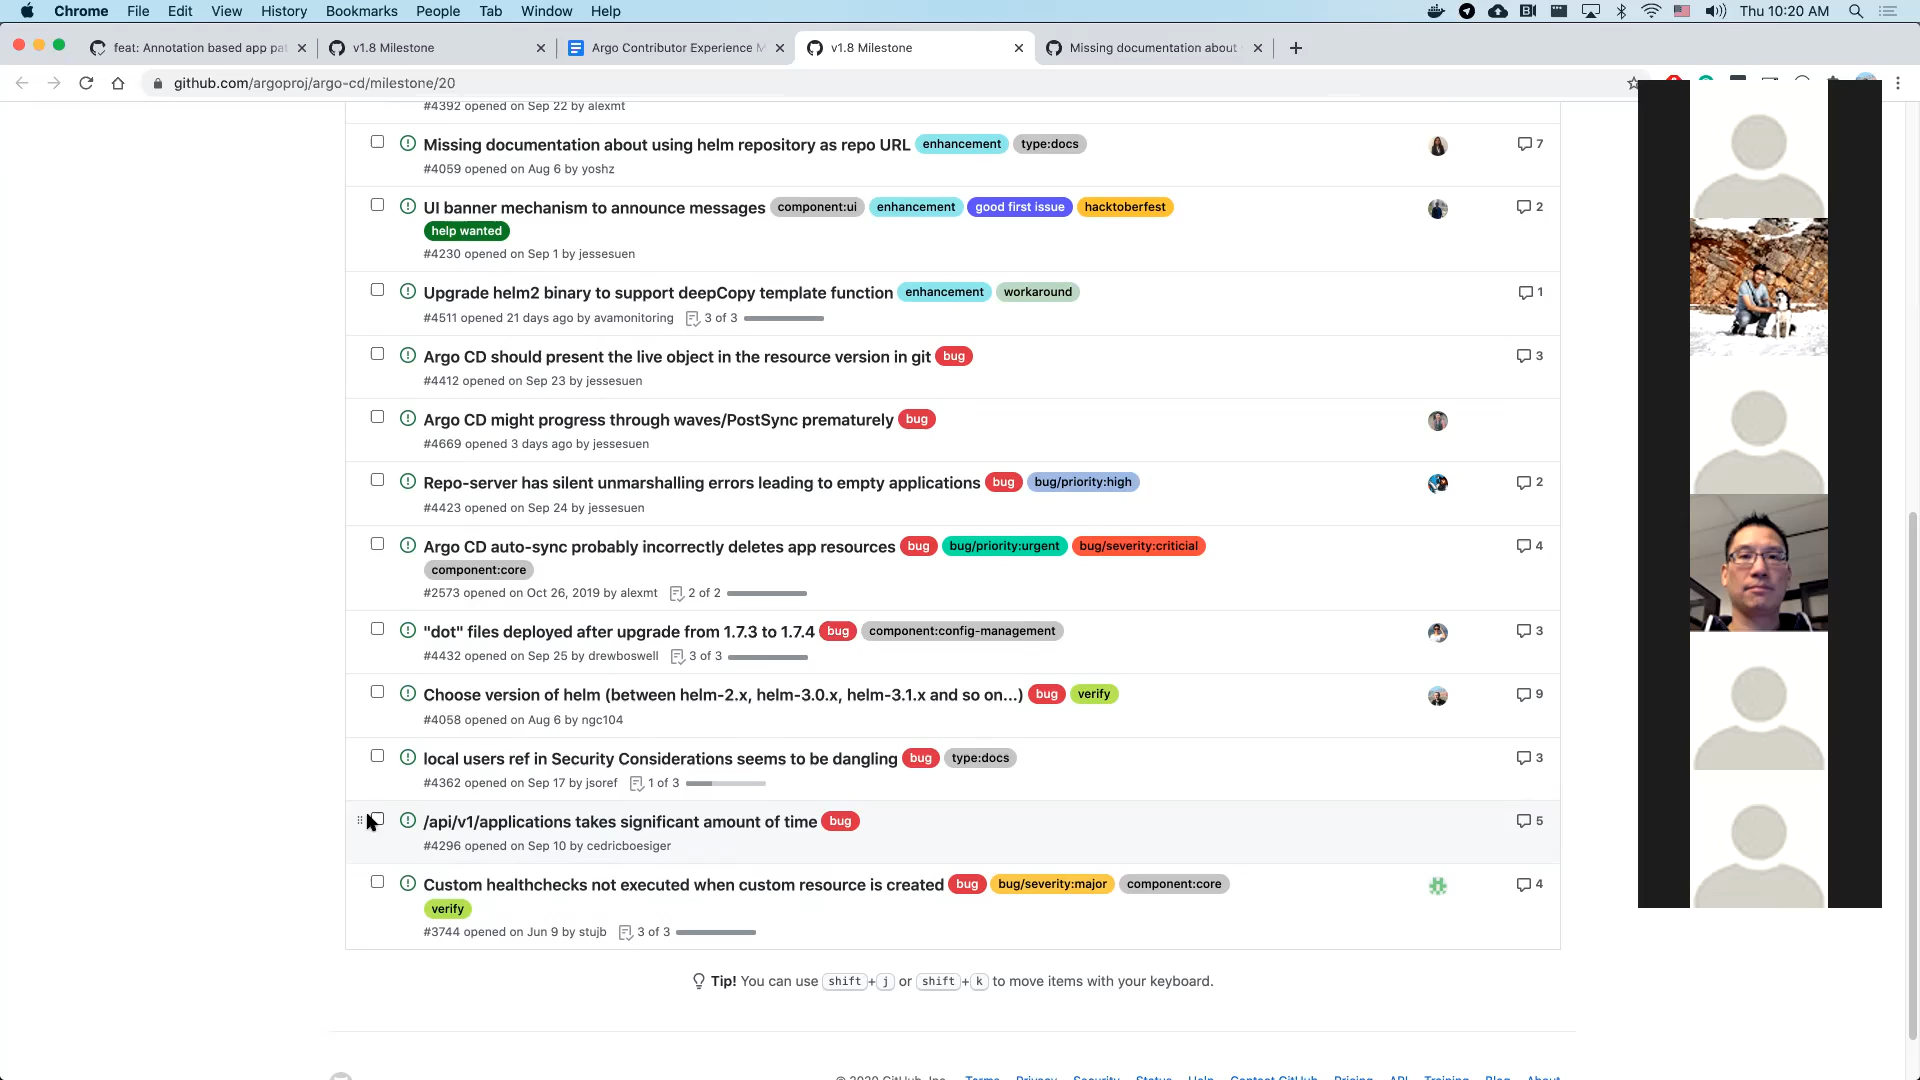 Chrome File Edit View History Bookmarks People Tab Window Help Thu 10:20 AM
feat: Annotation based app pat v1.8 Milestone Argo Contributor Experience M v1.8 Milestone Missing documentation about
github.com/argoproj/argo-cd/milestone/20
#4392 opened on Sep 22 by alexmt
Missing documentation about using helm repository as repo URL enhancement type:docs 7
#4059 opened on Aug 6 by yoshz
UI banner mechanism to announce messages component:ui enhancement good first issue hacktoberfest 2
help wanted
#4230 opened on Sep 1 by jessesuen
Upgrade helm2 binary to support deepCopy template function enhancement workaround 1
#4511 opened 21 days ago by avamonitoring 3 of 3
Argo CD should present the live object in the resource version in git bug 3
#4412 opened on Sep 23 by jessesuen
Argo CD might progress through waves/PostSync prematurely bug
#4669 opened 3 days ago by jessesuen
Repo-server has silent unmarshalling errors leading to empty applications bug bug/priority:high 2
#4423 opened on Sep 24 by jessesuen
Argo CD auto-sync probably incorrectly deletes app resources bug bug/priority:urgent bug/severity:criticial 4
component:core
#2573 opened on Oct 26, 2019 by alexmt 2 of 2
"dot" files deployed after upgrade from 1.7.3 to 1.7.4 bug component:config-management 3
#4432 opened on Sep 25 by drewboswell 3 of 3
Choose version of helm (between helm-2.x, helm-3.0.x, helm-3.1.x and so on...) bug verify 9
#4058 opened on Aug 6 by ngc104
local users ref in Security Considerations seems to be dangling bug type:docs 3
#4362 opened on Sep 17 by jsoref 1 of 3
/api/v1/applications takes significant amount of time bug 5
#4296 opened on Sep 10 by cedricboesiger
Custom healthchecks not executed when custom resource is created bug bug/severity:major component:core 4
verify
#3744 opened on Jun 9 by stujb 3 of 3
Tip! You can use shift+j or shift+k to move items with your keyboard.
© 2020 GitHub, Inc. Terms Privacy Security Status Help Contact GitHub Pricing API Training Blog About